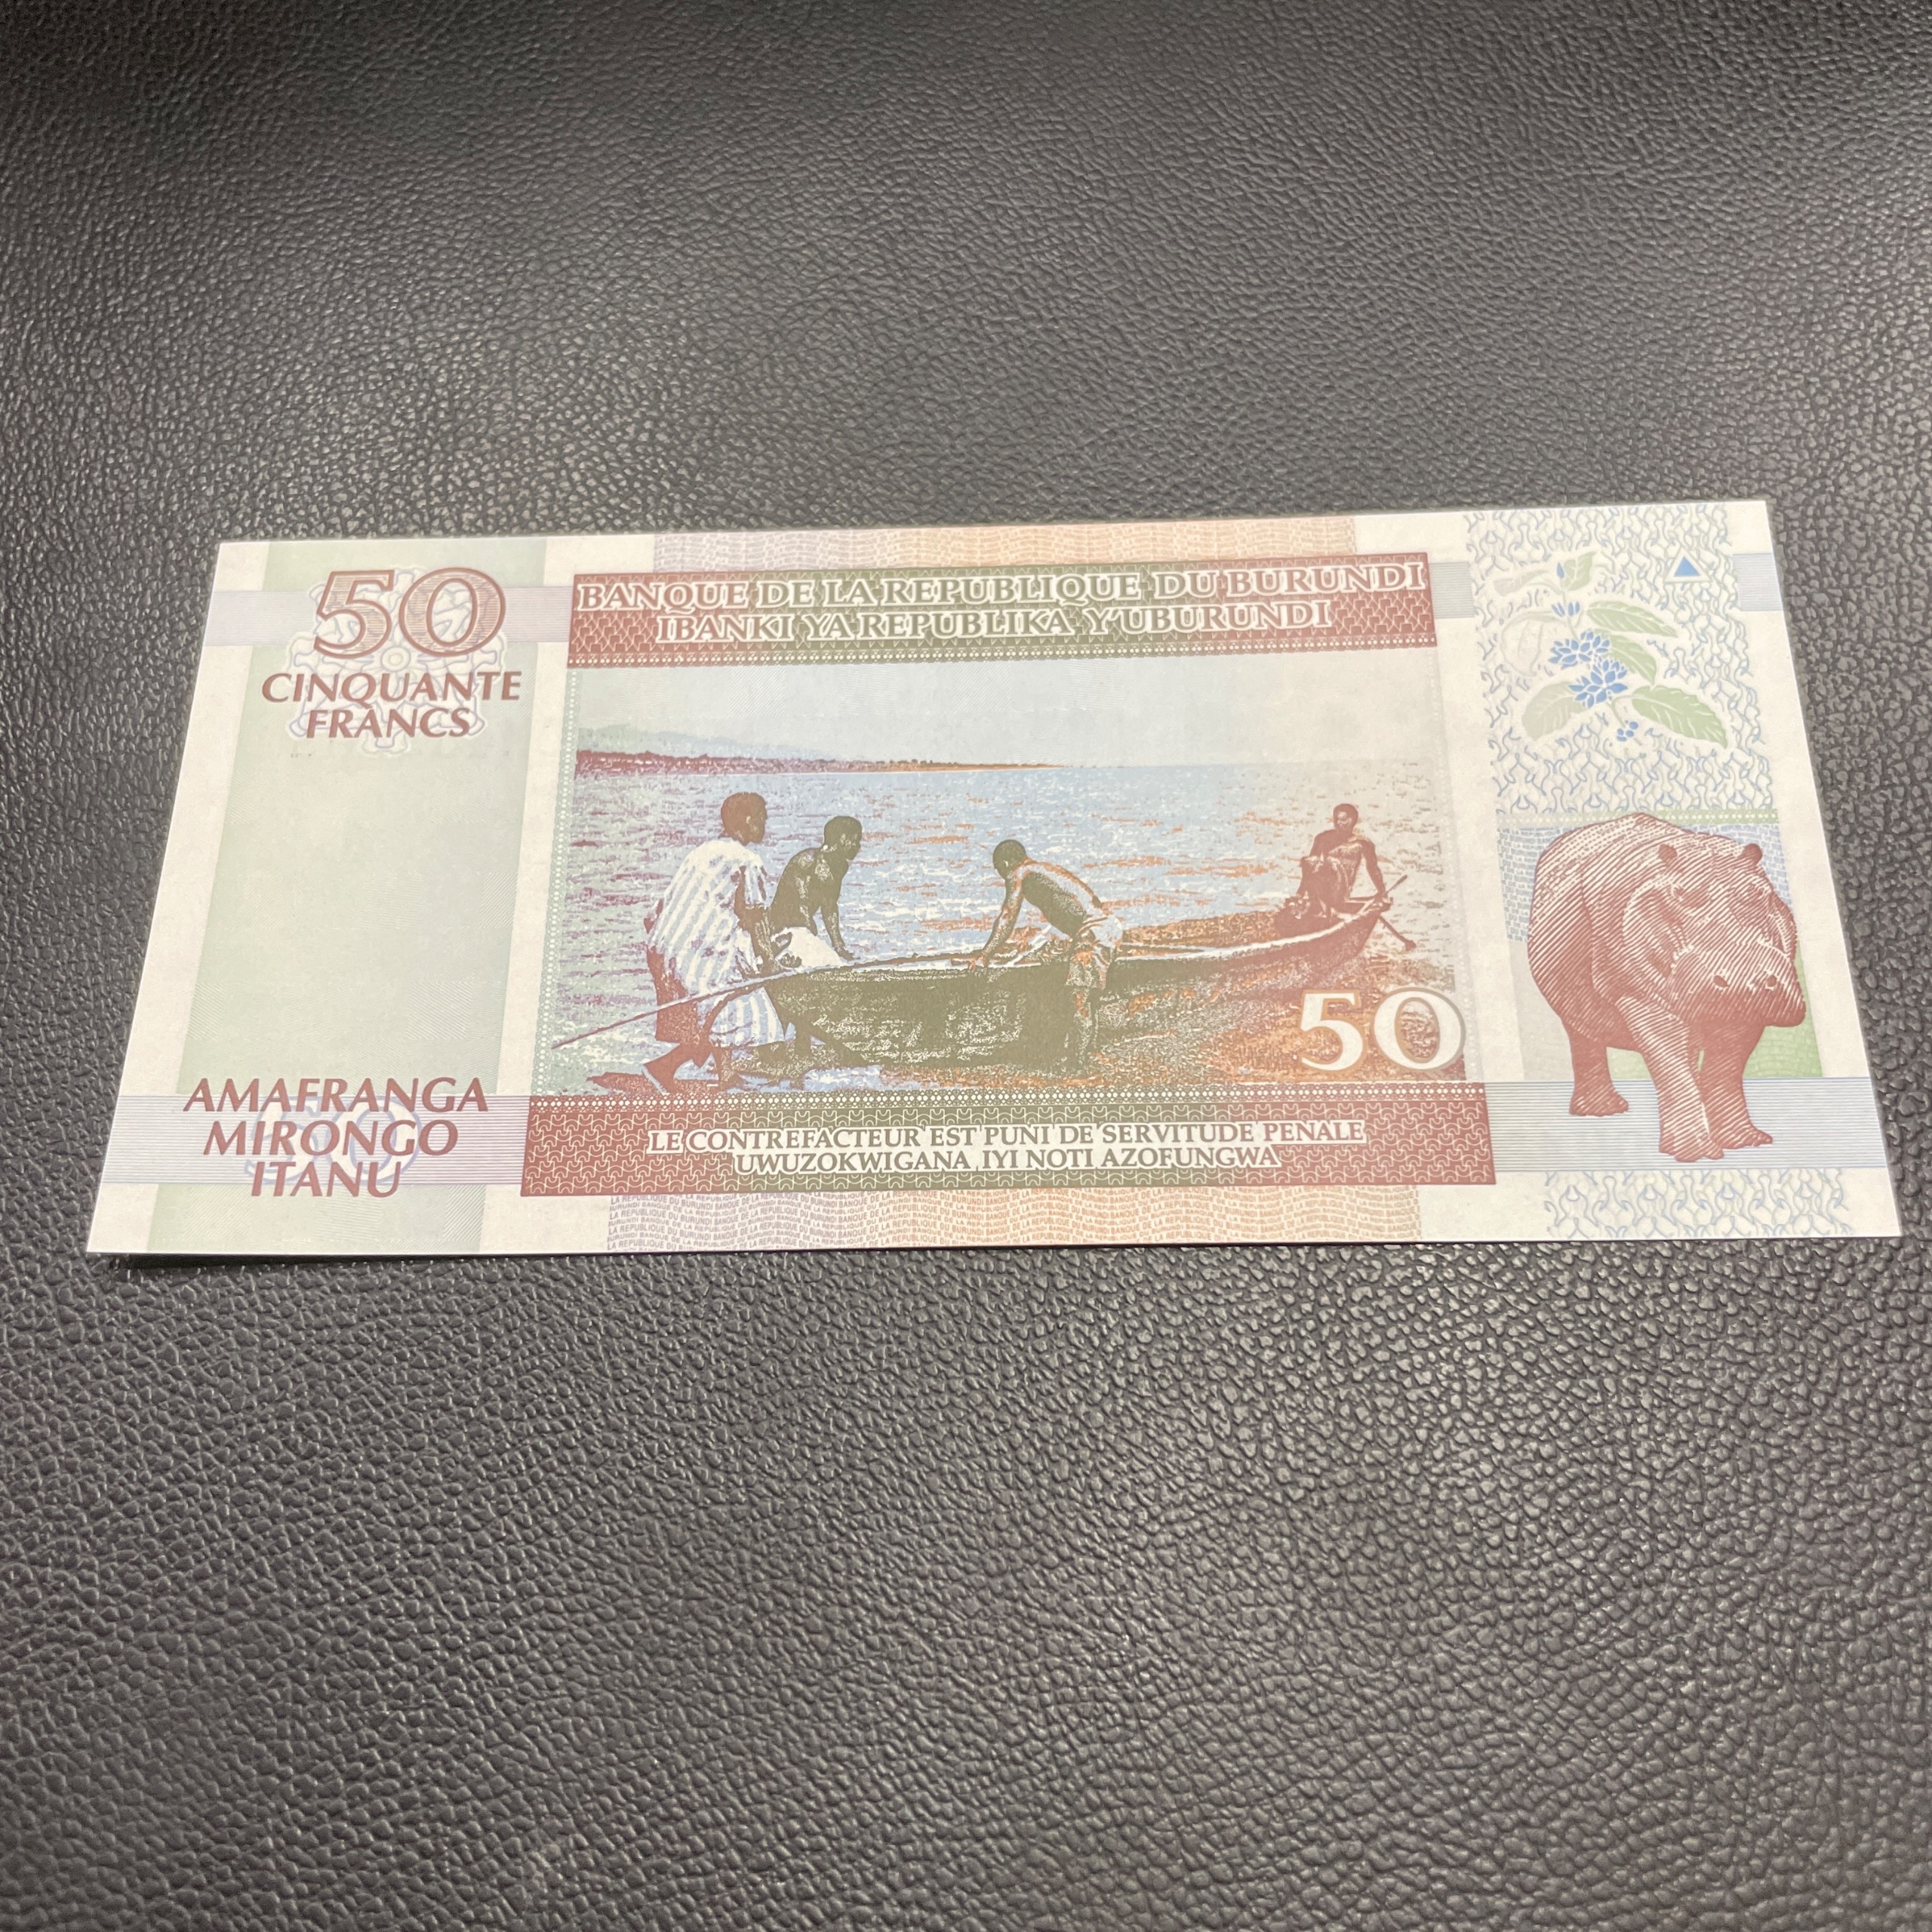 50
CINQUANTE
FRANCS
BANQUE DE LA REPUBLIQUE DU BURUNDI
IBANKI YA REPUBLIKA Y'UBURUNDI
50
AMAFRANGA
MIRONGO
ITANU
50
LE CONTREFACTEUR EST PUNI DE SERVITUDE PENALE
UWUZOKWIGANA IYI NOTI AZOFUNGWA